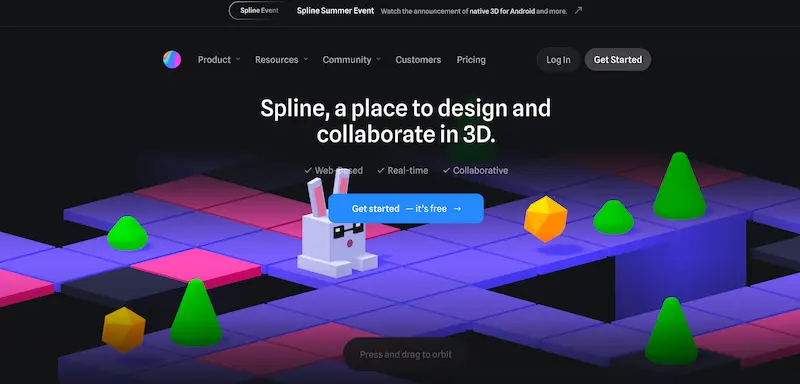 Spline Event
Spline Summer Event Watch the announcement of native 3D for Android and more.
Product Resources Community Customers Pricing Log In Get Started
Spline, a place to design and
collaborate in 3D.
Web-Based Real-time Collaborative
Get started — it's free →
Press and drag to orbit